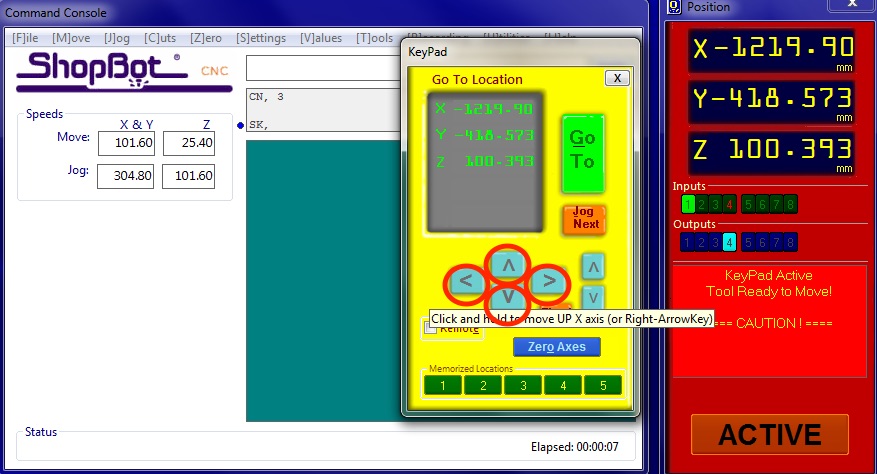 Command Console
[F]ile [M]ove [J]og [C]uts [Z]ero [S]ettings [V]alues [T]ools
ShopBot® CNC
CN, 3
SK,
Speeds
X & Y Z
Move: 101.60 25.40
Jog: 304.80 101.60
Status
Elapsed: 00:00:07
KeyPad
Go To Location
X
X -1219.90
Y -418.573
Z 100.393
Go To
Jog Next
< ^ v >
^
v
Click and hold to move UP X axis (or Right-ArrowKey)
Remote
Zero Axes
Memorized Locations
1 2 3 4 5
Position
X
X-1219.90
mm
Y-418.573
mm
Z 100.393
mm
Inputs
1 2 3 4 5 6 7 8
Outputs
1 2 3 4 5 6 7 8
KeyPad Active
Tool Ready to Move!
== CAUTION ! ====
ACTIVE